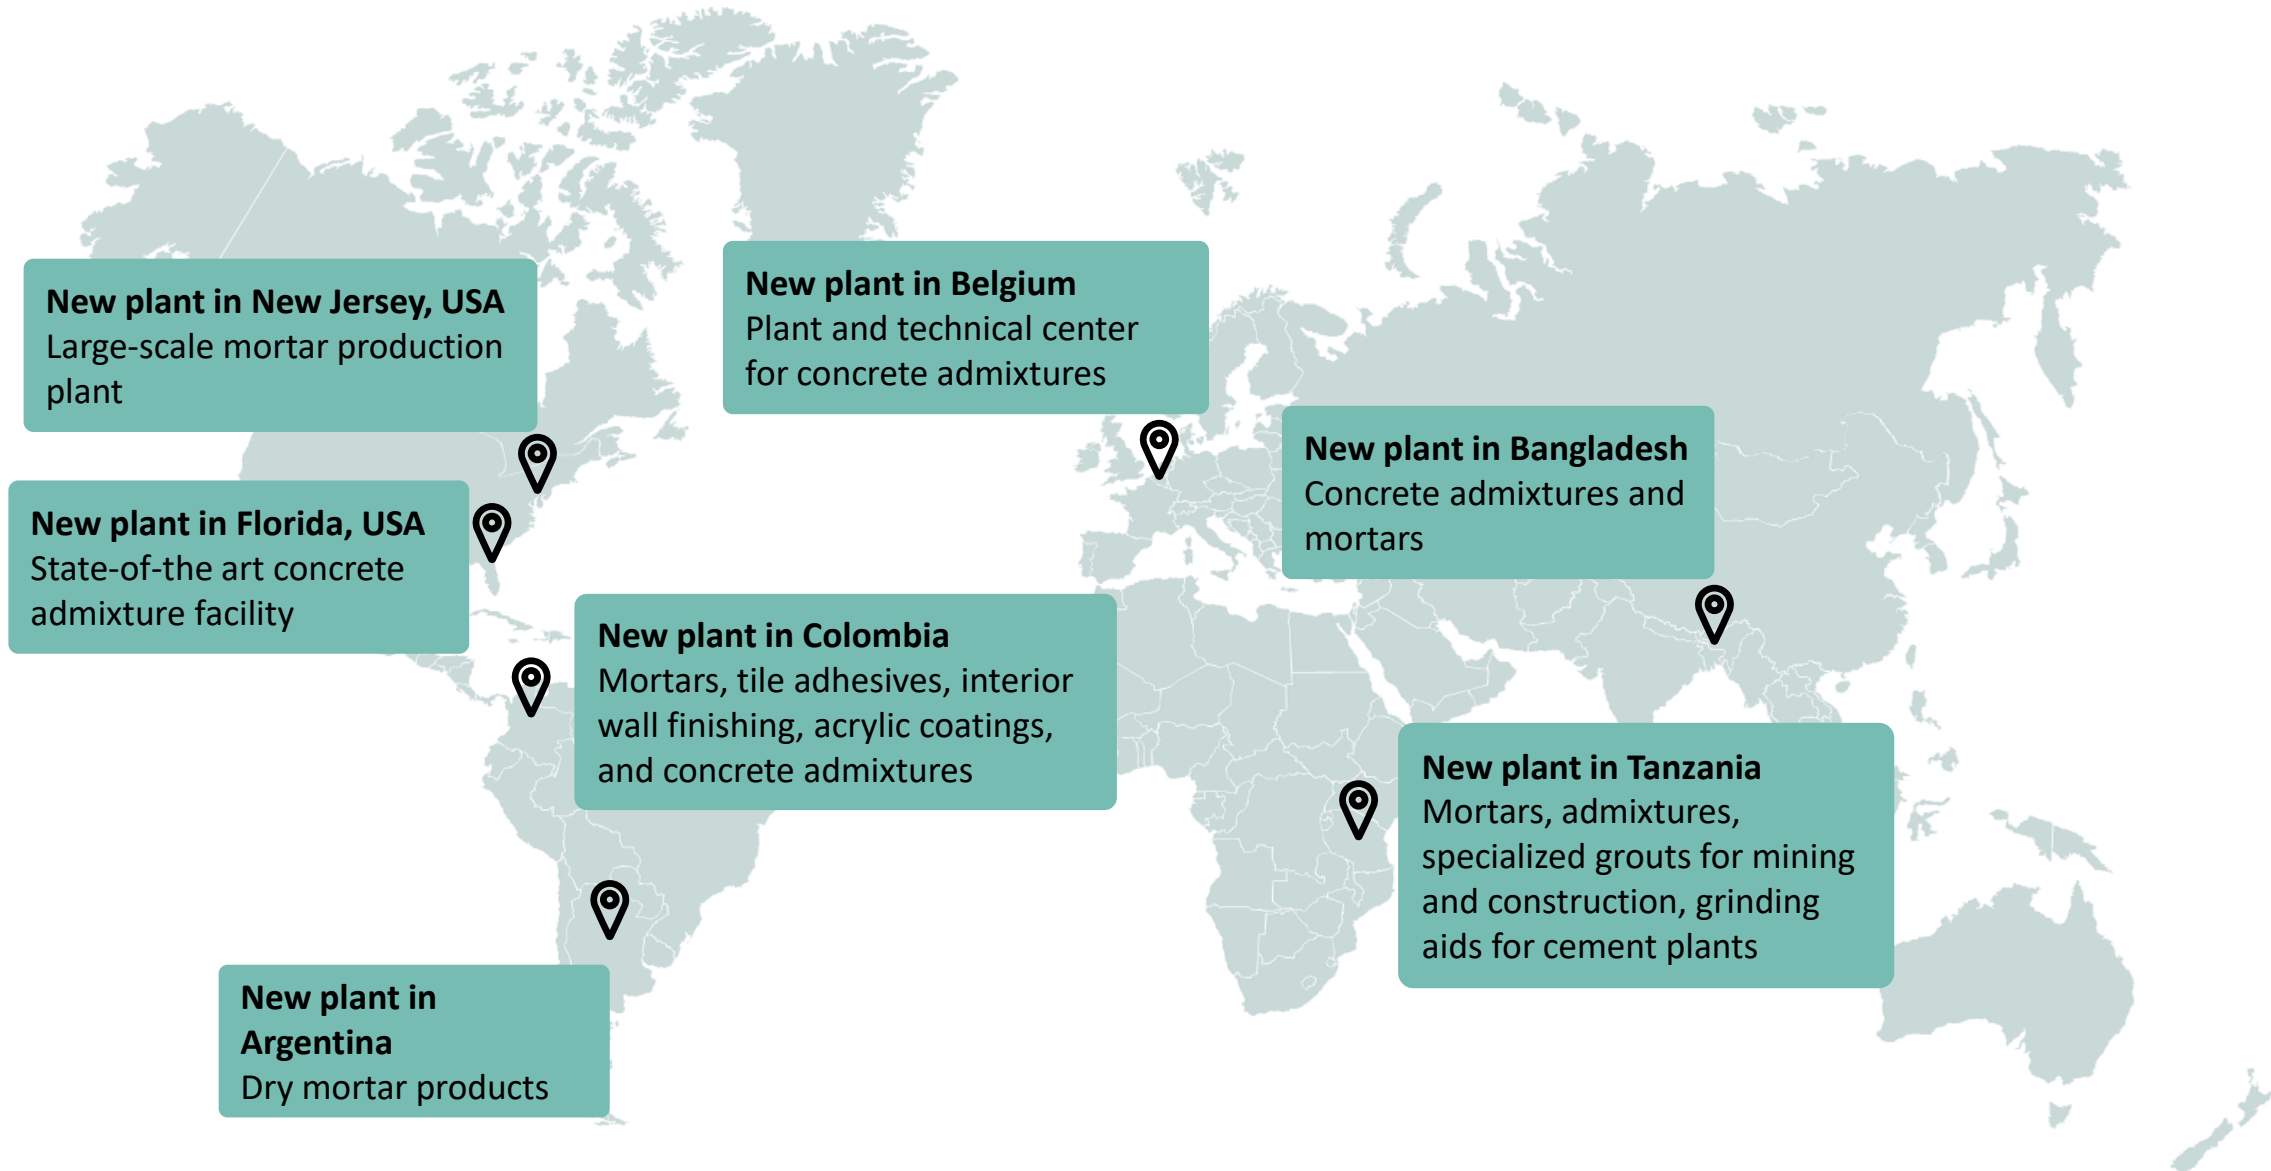 New plant in New Jersey, USA
Large-scale mortar production
plant
New plant in Belgium
Plant and technical center
for concrete admixtures
New plant in Bangladesh
Concrete admixtures and
mortars
New plant in Florida, USA
State-of-the art concrete
admixture facility
New plant in Colombia
Mortars, tile adhesives, interior
wall finishing, acrylic coatings,
and concrete admixtures
New plant in Tanzania
Mortars, admixtures,
specialized grouts for mining
and construction, grinding
aids for cement plants
New plant in
Argentina
Dry mortar products